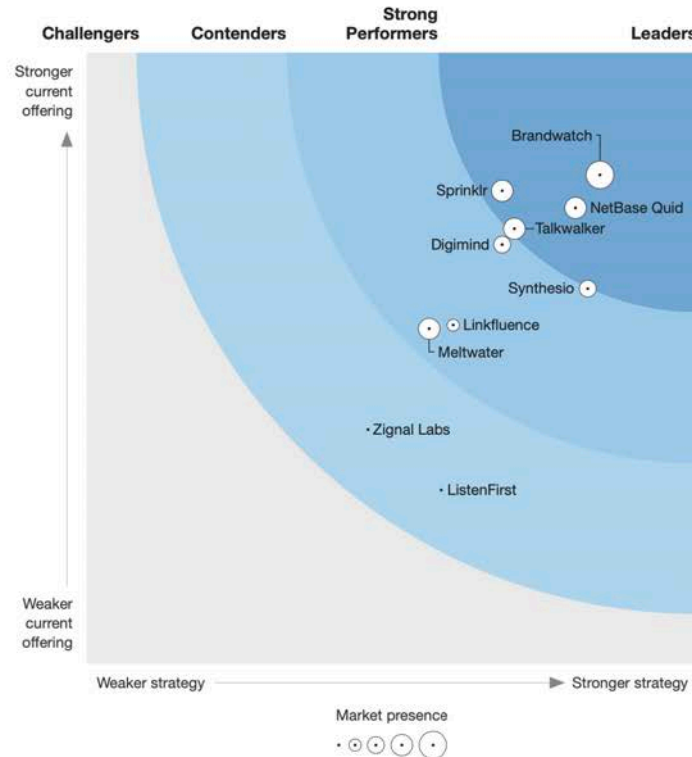 Challengers
Contenders
Strong
Performers
Leaders
Stronger
current
offering
Brandwatch
Sprinklr
NetBase Quid
Talkwalker
Digimind
Synthesio
Linkfluence
Meltwater
Zignal Labs
ListenFirst
Weaker
current
offering
Weaker strategy
Stronger strategy
Market presence